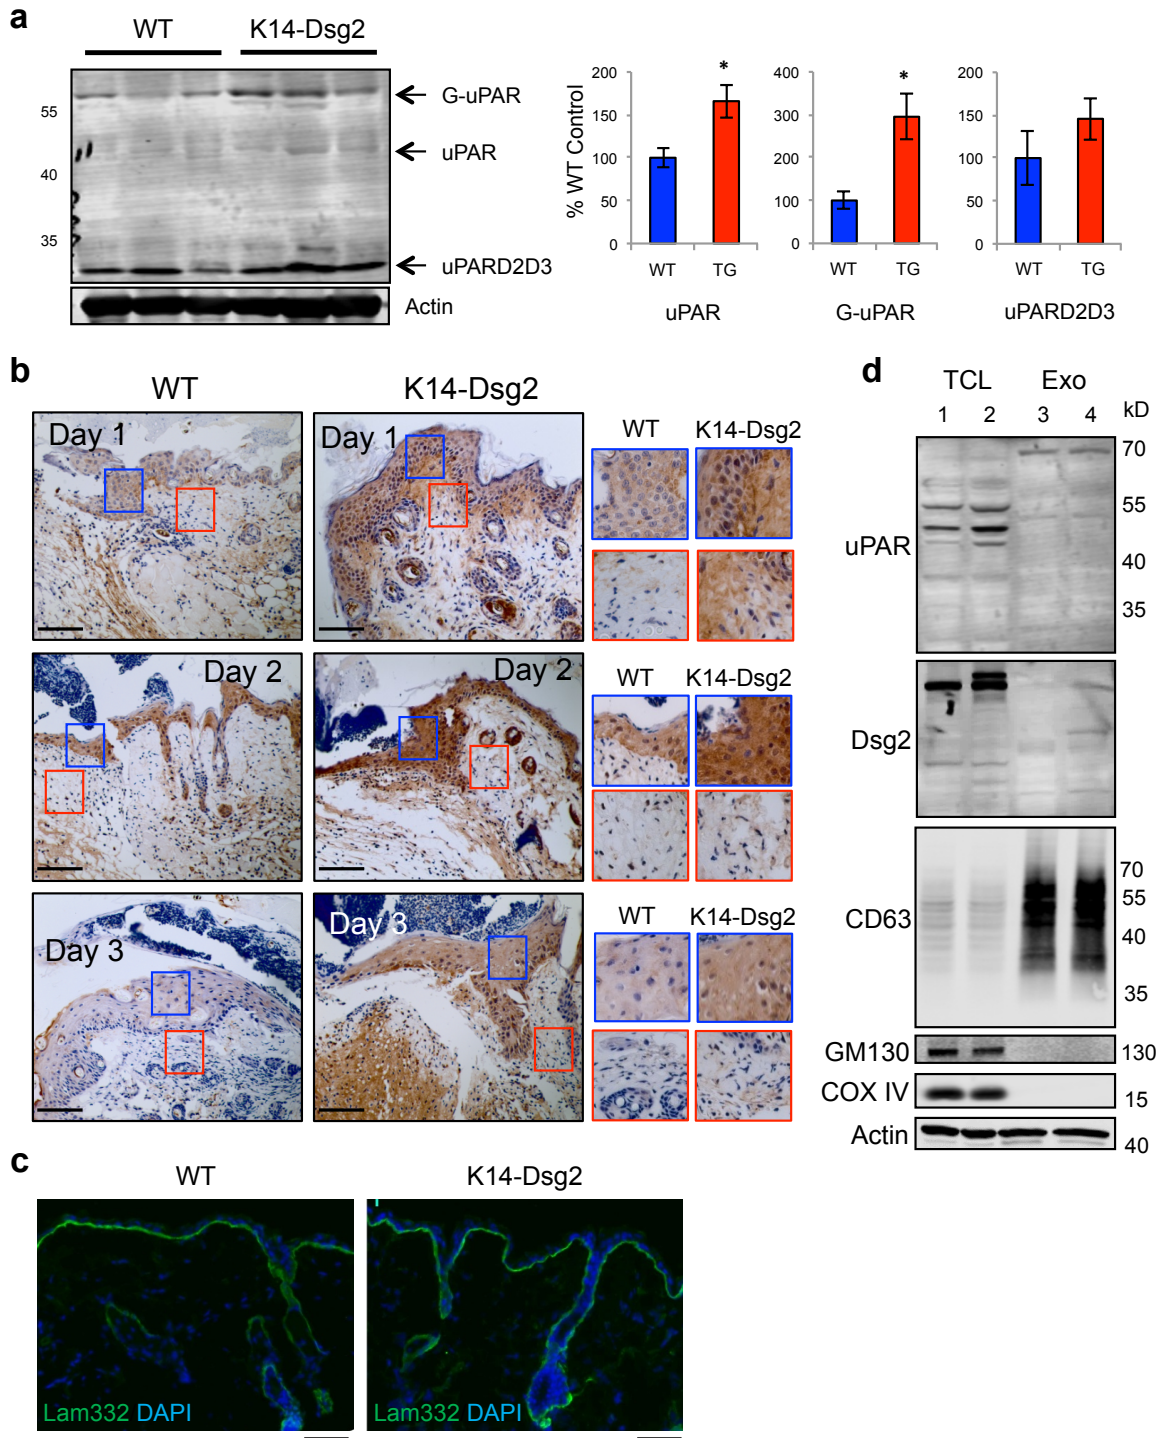 a
WT
K14-Dsg2
55
40
35
G-uPAR
uPAR
uPARD2D3
Actin
% WT Control
200
150
100
50
0
WT
TG
uPAR
*
400
300
200
100
0
WT
TG
G-uPAR
*
200
150
100
50
0
WT
TG
uPARD2D3
b
WT
K14-Dsg2
Day 1
Day 1
WT
K14-Dsg2
Day 2
Day 2
WT
K14-Dsg2
Day 3
Day 3
WT
K14-Dsg2
c
WT
K14-Dsg2
Lam332 DAPI
Lam332 DAPI
d
TCL
Exo
1
2
3
4
kD
uPAR
70
55
40
35
Dsg2
CD63
70
55
40
35
GM130
130
COX IV
15
Actin
40